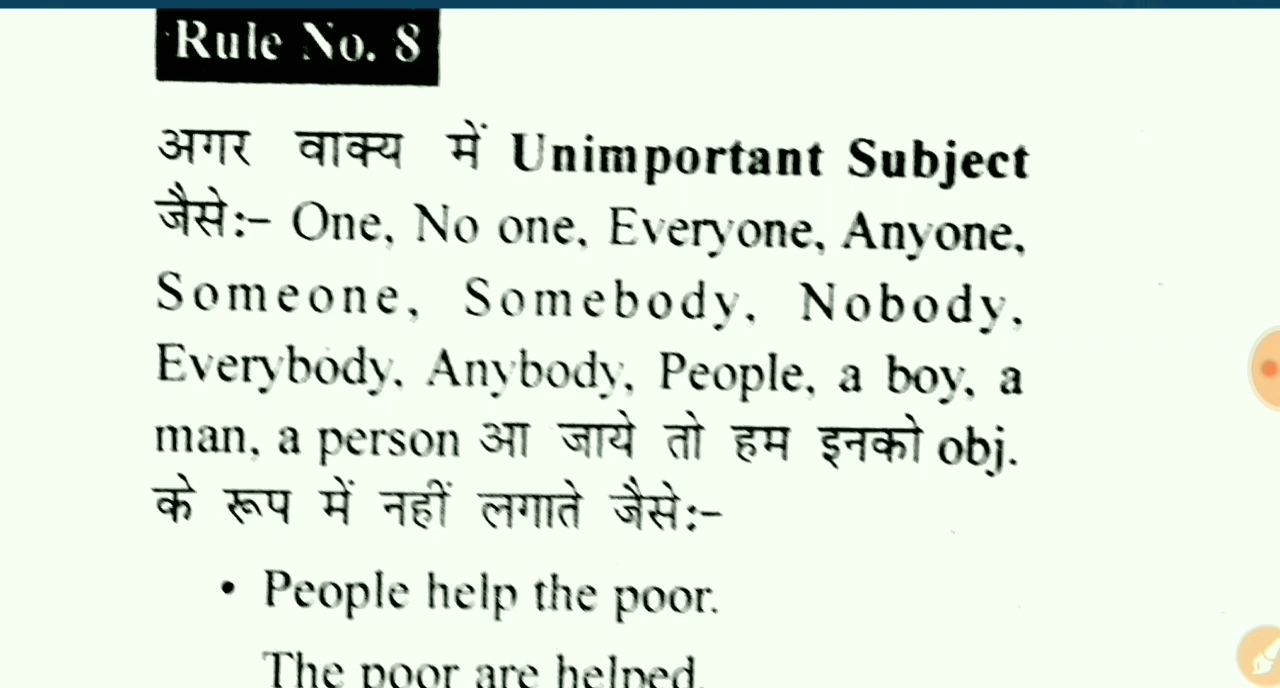 Rule No. 8
अगर वाक्य में Unimportant Subject
जैसे:– One, No one, Everyone, Anyone,
Someone, Somebody, Nobody,
Everybody, Anybody, People, a boy, a
man, a person आ जाये तो हम इनको obj.
के रूप में नहीं लगाते जैसे:–
• People help the poor.
The poor are helped.